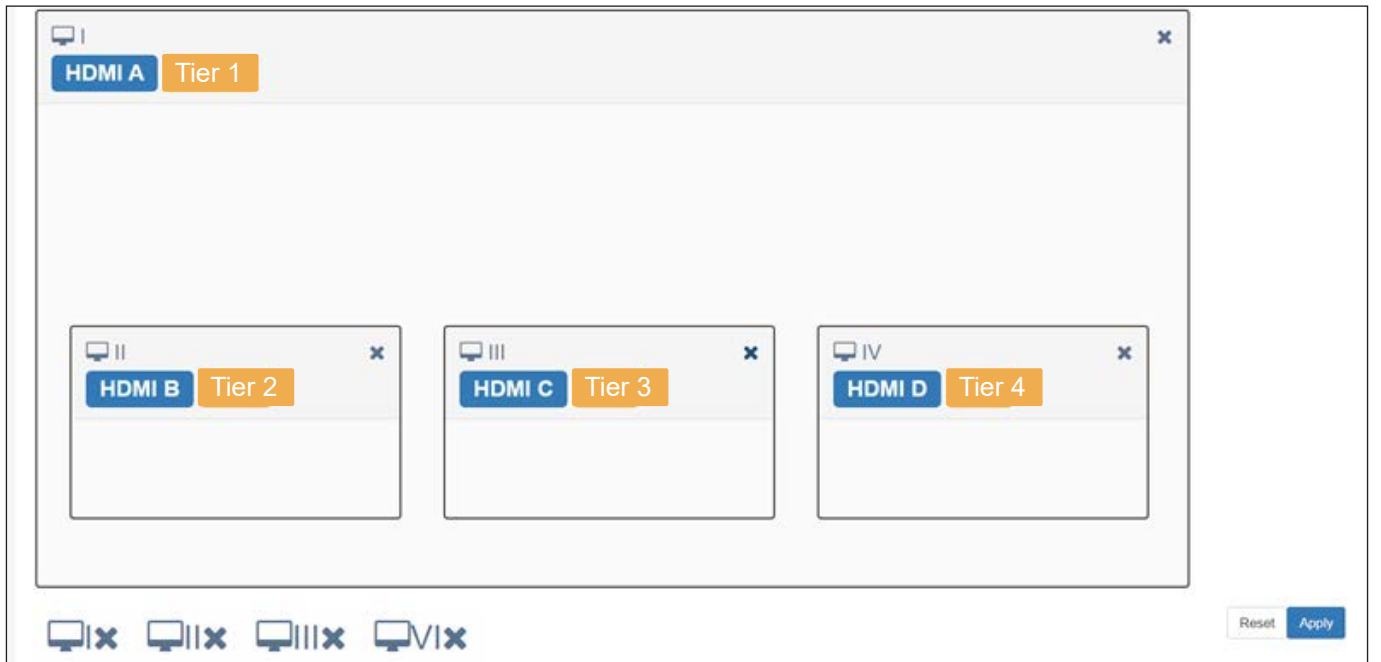 I
HDMI A Tier 1
II III IV
HDMI B Tier 2 HDMI C Tier 3 HDMI D Tier 4
I II III VI
Reset Apply